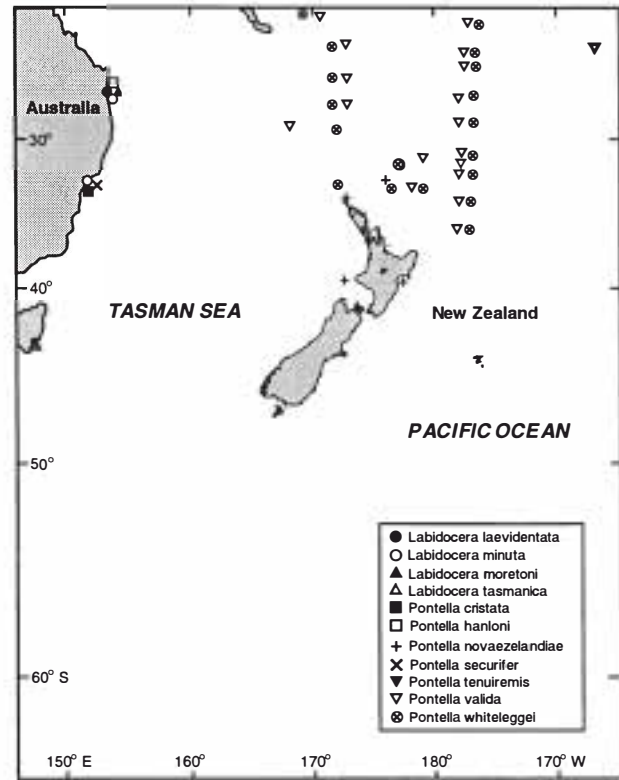 Australia
30°
40°
TASMAN SEA
New Zealand
PACIFIC OCEAN
50°
Labidocera laevidentata
Labidocera minuta
Labidocera moretoni
Labidocera tasmanica
Pontella cristata
Pontella hanloni
Pontella novaezelandiae
Pontella securifer
Pontella tenuiremis
Pontella valida
Pontella whiteleggei
60° S
150° E 160° 170° 180° 170° W